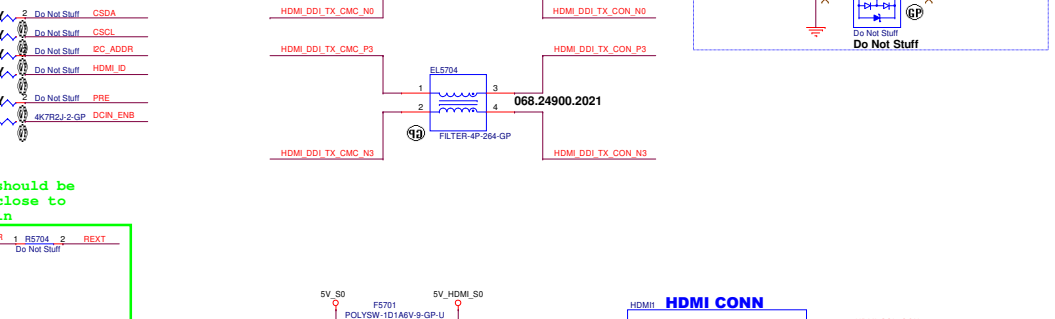 2 Do Not Stuff CSDA
Do Not Stuff CSCL
Do Not Stuff I2C_ADDR
Do Not Stuff HDMI_ID
2 Do Not Stuff PRE
4K7R2J-2-GP DCIN_ENB
HDMI_DDI_TX_CMC_N0
HDMI_DDI_TX_CON_N0
HDMI_DDI_TX_CMC_P3
HDMI_DDI_TX_CON_P3
EL5704
1 3
068.24900.2021
2 4
GP
FILTER-4P-264-GP
HDMI_DDI_TX_CMC_N3
HDMI_DDI_TX_CON_N3
GP
Do Not Stuff
Do Not Stuff
should be
close to
R 1 R5704 2 REXT
Do Not Stuff
5V_S0
5V_HDMI_S0
F5701
POLYSW-1D1A6V-9-GP-U
HDMI1 HDMI CONN